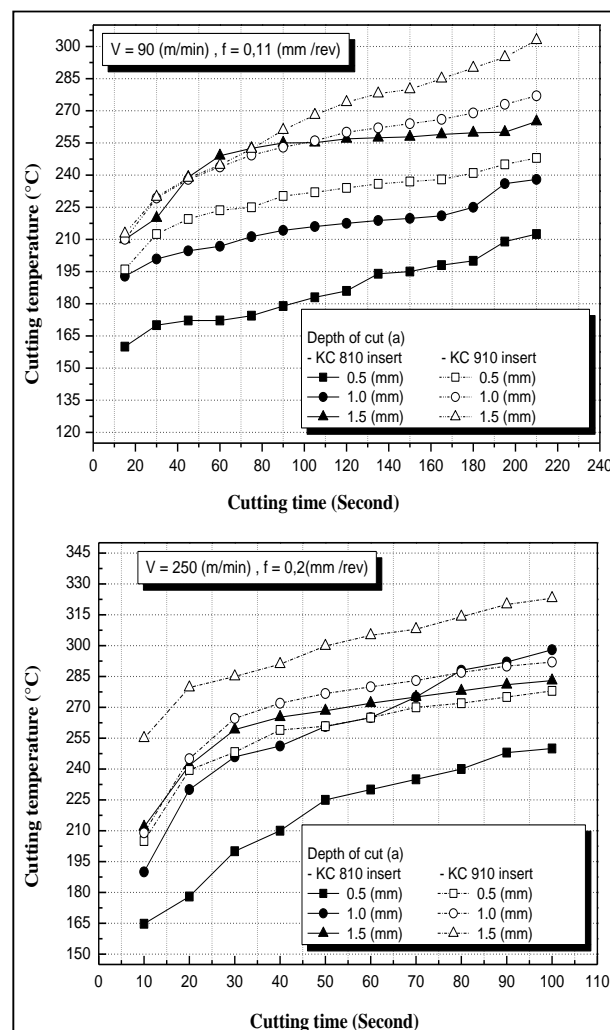 V = 90 (m/min) , f = 0,11 (mm /rev)
300
285
270
255
240
225
210
195
180
165
150
135
120
Cutting temperature (°C)
Depth of cut (a)
- KC 810 insert - KC 910 insert
0.5 (mm) 0.5 (mm)
1.0 (mm) 1.0 (mm)
1.5 (mm) 1.5 (mm)
0 20 40 60 80 100 120 140 160 180 200 220 240
Cutting time (Second)
V = 250 (m/min) , f = 0,2(mm /rev)
345
330
315
300
285
270
255
240
225
210
195
180
165
150
Cutting temperature (°C)
Depth of cut (a)
- KC 810 insert - KC 910 insert
0.5 (mm) 0.5 (mm)
1.0 (mm) 1.0 (mm)
1.5 (mm) 1.5 (mm)
0 10 20 30 40 50 60 70 80 90 100 110
Cutting time (Second)